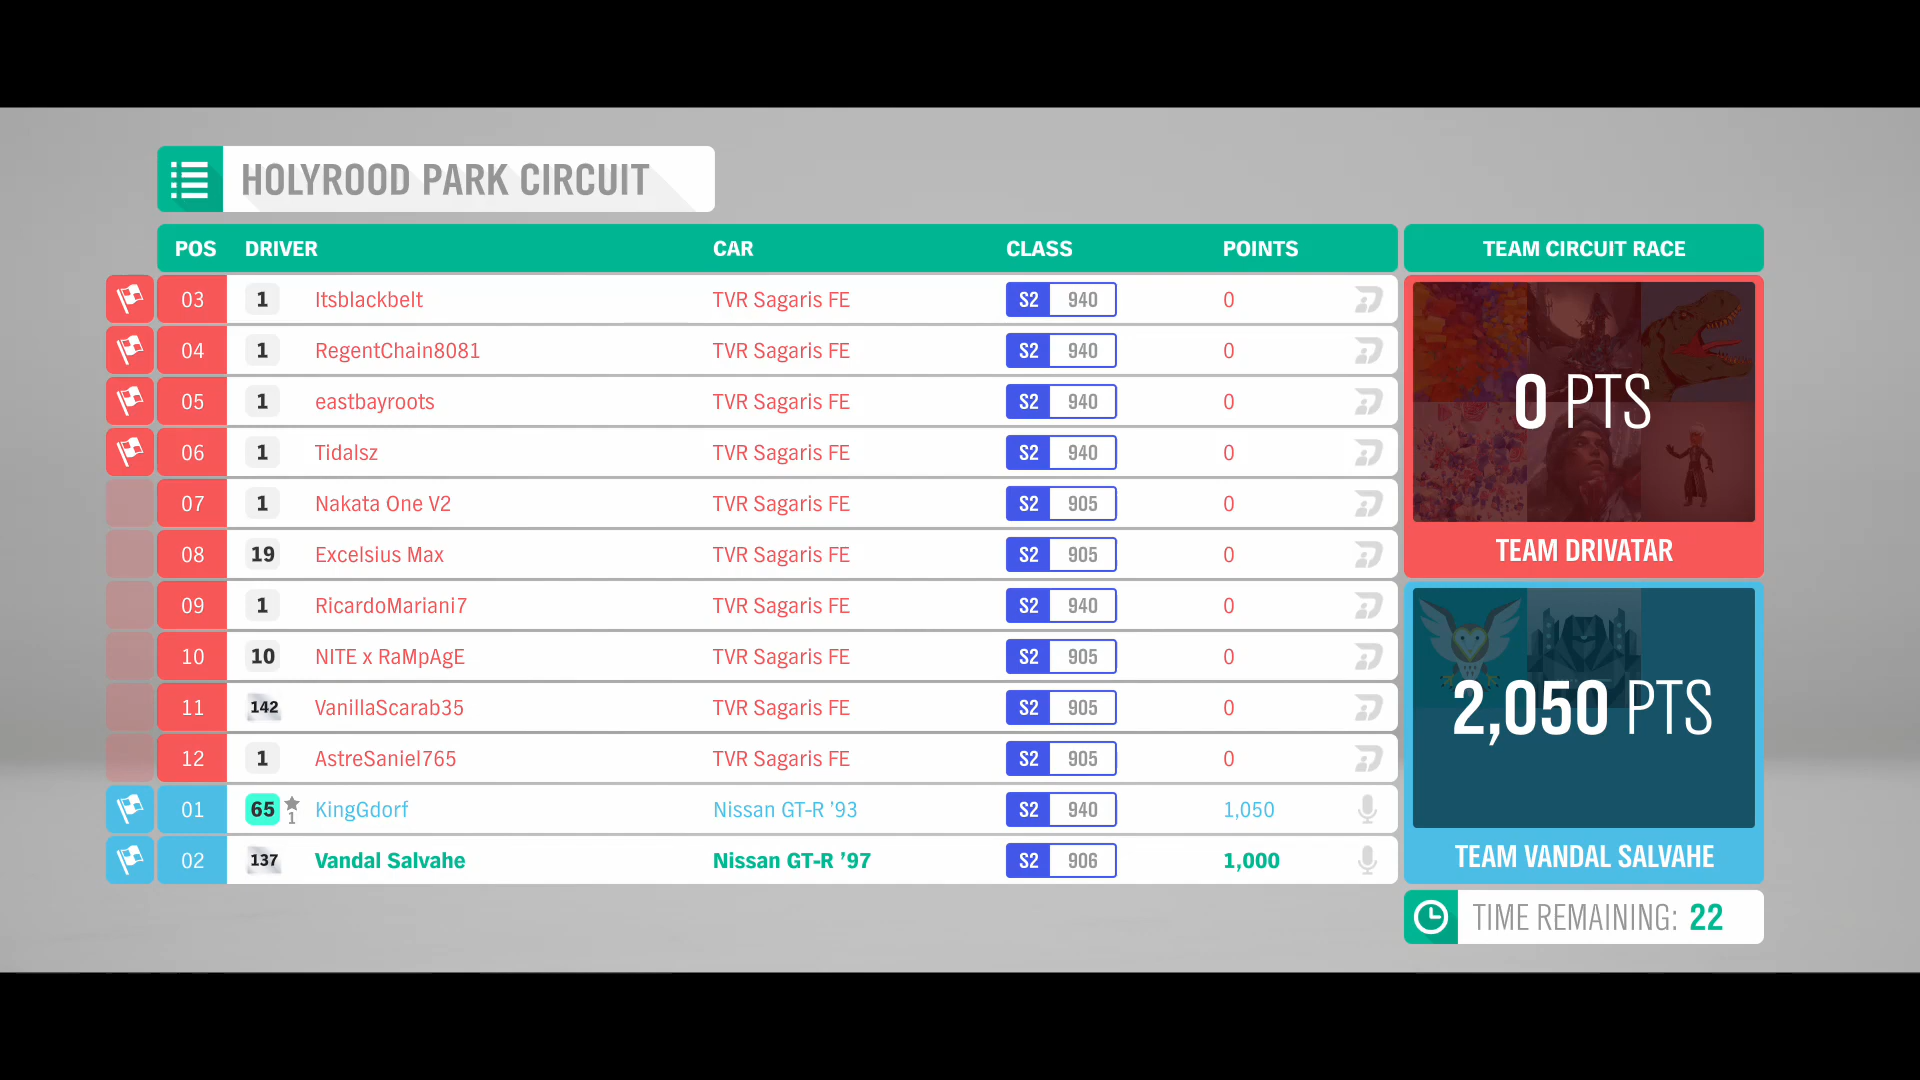 HOLYROOD PARK CIRCUIT
POS DRIVER CAR CLASS POINTS
03 1 Itsblackbelt TVR Sagaris FE S2 940 0
04 1 RegentChain8081 TVR Sagaris FE S2 940 0
05 1 eastbayroots TVR Sagaris FE S2 940 0
06 1 Tidalsz TVR Sagaris FE S2 940 0
07 1 Nakata One V2 TVR Sagaris FE S2 905 0
08 19 Excelsius Max TVR Sagaris FE S2 905 0
09 1 RicardoMariani7 TVR Sagaris FE S2 940 0
10 10 NITE x RaMpAgE TVR Sagaris FE S2 905 0
11 142 VanillaScarab35 TVR Sagaris FE S2 905 0
12 1 AstreSaniel765 TVR Sagaris FE S2 905 0
01 65 1 KingGdorf Nissan GT-R ’93 S2 940 1,050
02 137 Vandal Salvahe Nissan GT-R ’97 S2 906 1,000
TEAM CIRCUIT RACE
0 PTS
TEAM DRIVATAR
2,050 PTS
TEAM VANDAL SALVAHE
TIME REMAINING: 22